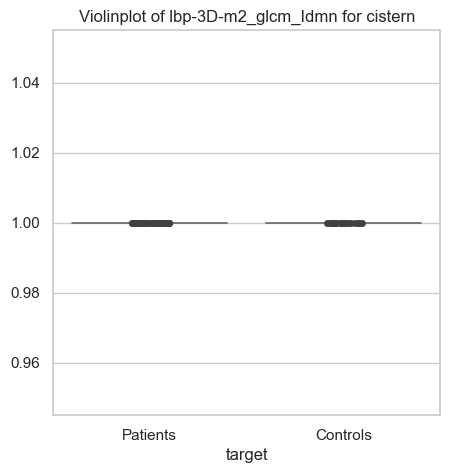 Violinplot of lbp-3D-m2_glcm_Idmn for cistern
1.04
1.02
1.00
0.98
0.96
Patients Controls
target